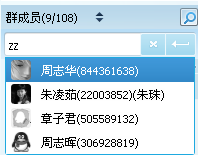 群成员(9/108)
zz
周志华(844361638)
朱凌茹(22003852)(朱珠)
章子君(505589132)
周志晖(306928819)